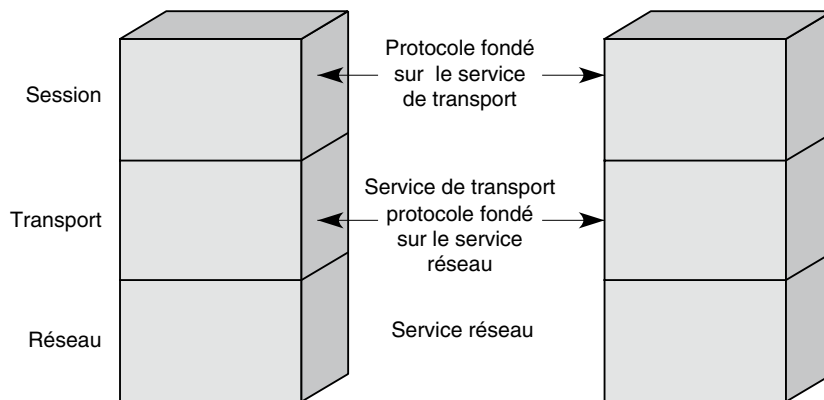 Session
Protocole fondé
sur le service
de transport
Transport
Service de transport
protocole fondé
sur le service
réseau
Réseau
Service réseau